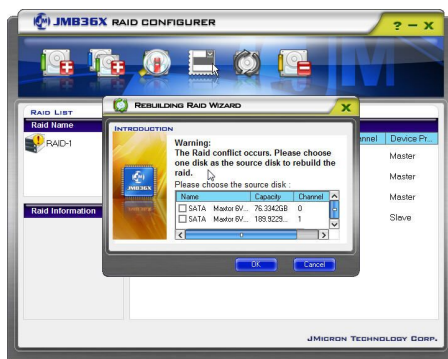 JMB36X RAID CONFIGURER
? – X
RAID LIST
Raid Name
RAID-1
Raid Information
nnel Device Pr...
Master
Master
Master
Slave
REBUILDING RAID WIZARD
X
INTRODUCTION
JMB36X
Warning:
The Raid conflict occurs. Please choose
one disk as the source disk to rebuild the
raid.
Please choose the source disk :
Name Capacity Channel
SATA Maxtor 6V... 76.3342GB 0
SATA Maxtor 6V... 189.9229... 1
OK Cancel
JMICRON TECHNOLOGY CORP.